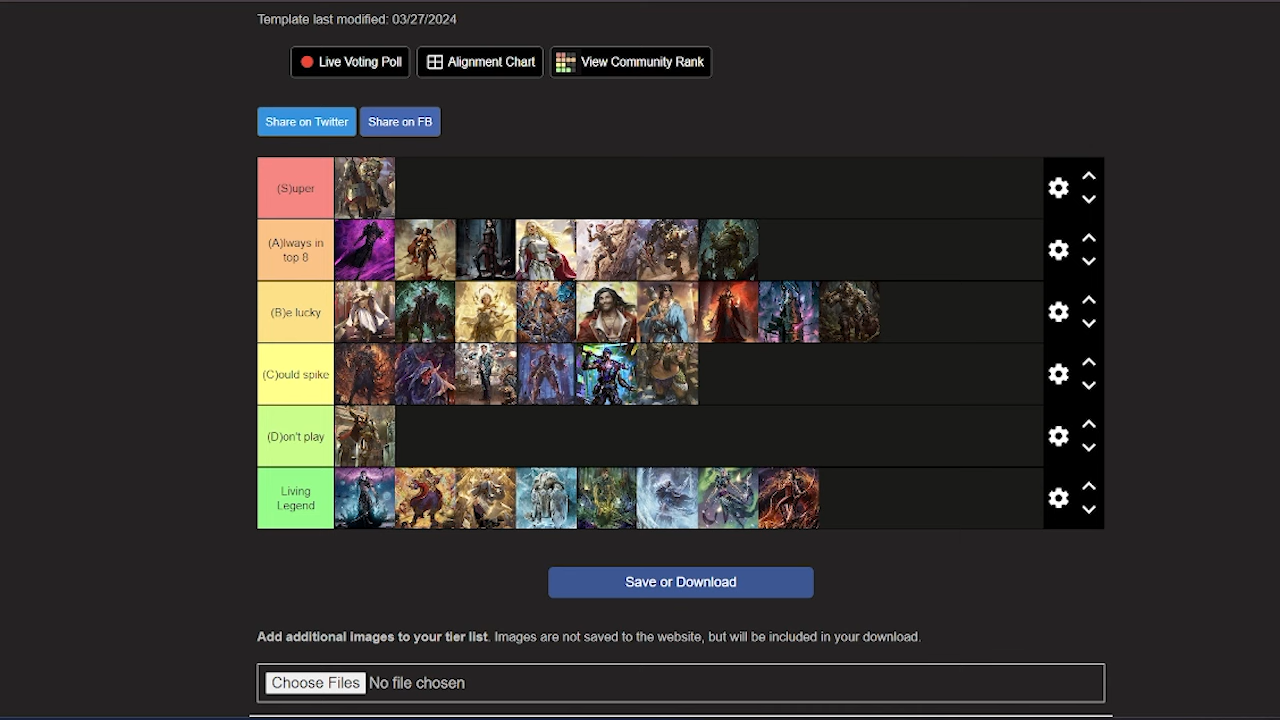 Template last modified: 03/27/2024
Live Voting Poll
Alignment Chart
View Community Rank
Share on Twitter
Share on FB
(S)uper
(A)lways in
top 8
(B)e lucky
(C)ould spike
(D)on't play
Living
Legend
Save or Download
Add additional images to your tier list. Images are not saved to the website, but will be included in your download.
Choose Files No file chosen